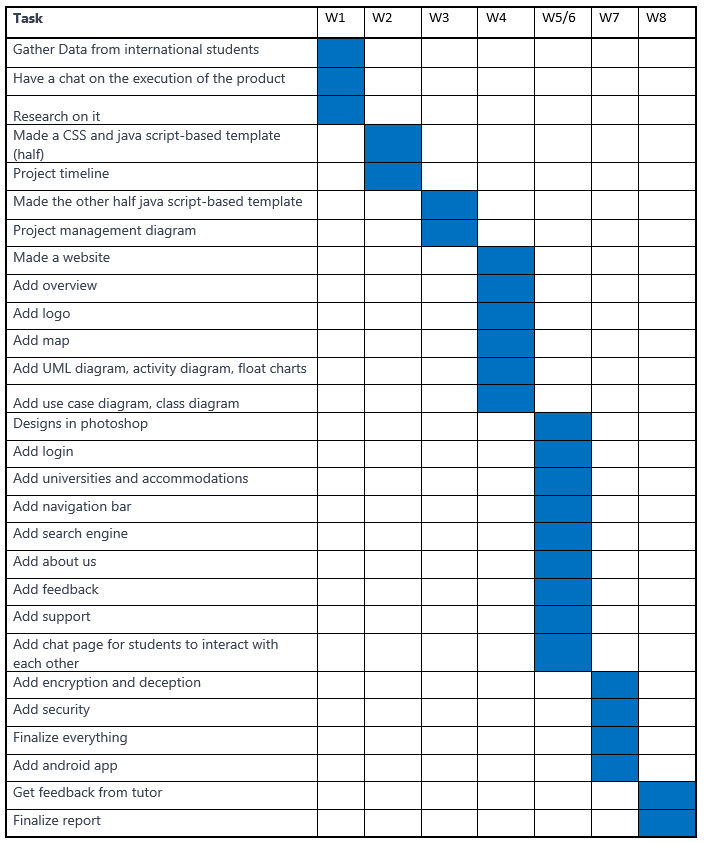 Task W1 W2 W3 W4 W5/6 W7 W8
Gather Data from international students
Have a chat on the execution of the product
Research on it
Made a CSS and java script-based template
(half)
Project timeline
Made the other half java script-based template
Project management diagram
Made a website
Add overview
Add logo
Add map
Add UML diagram, activity diagram, float charts
Add use case diagram, class diagram
Designs in photoshop
Add login
Add universities and accommodations
Add navigation bar
Add search engine
Add about us
Add feedback
Add support
Add chat page for students to interact with
each other
Add encryption and deception
Add security
Finalize everything
Add android app
Get feedback from tutor
Finalize report